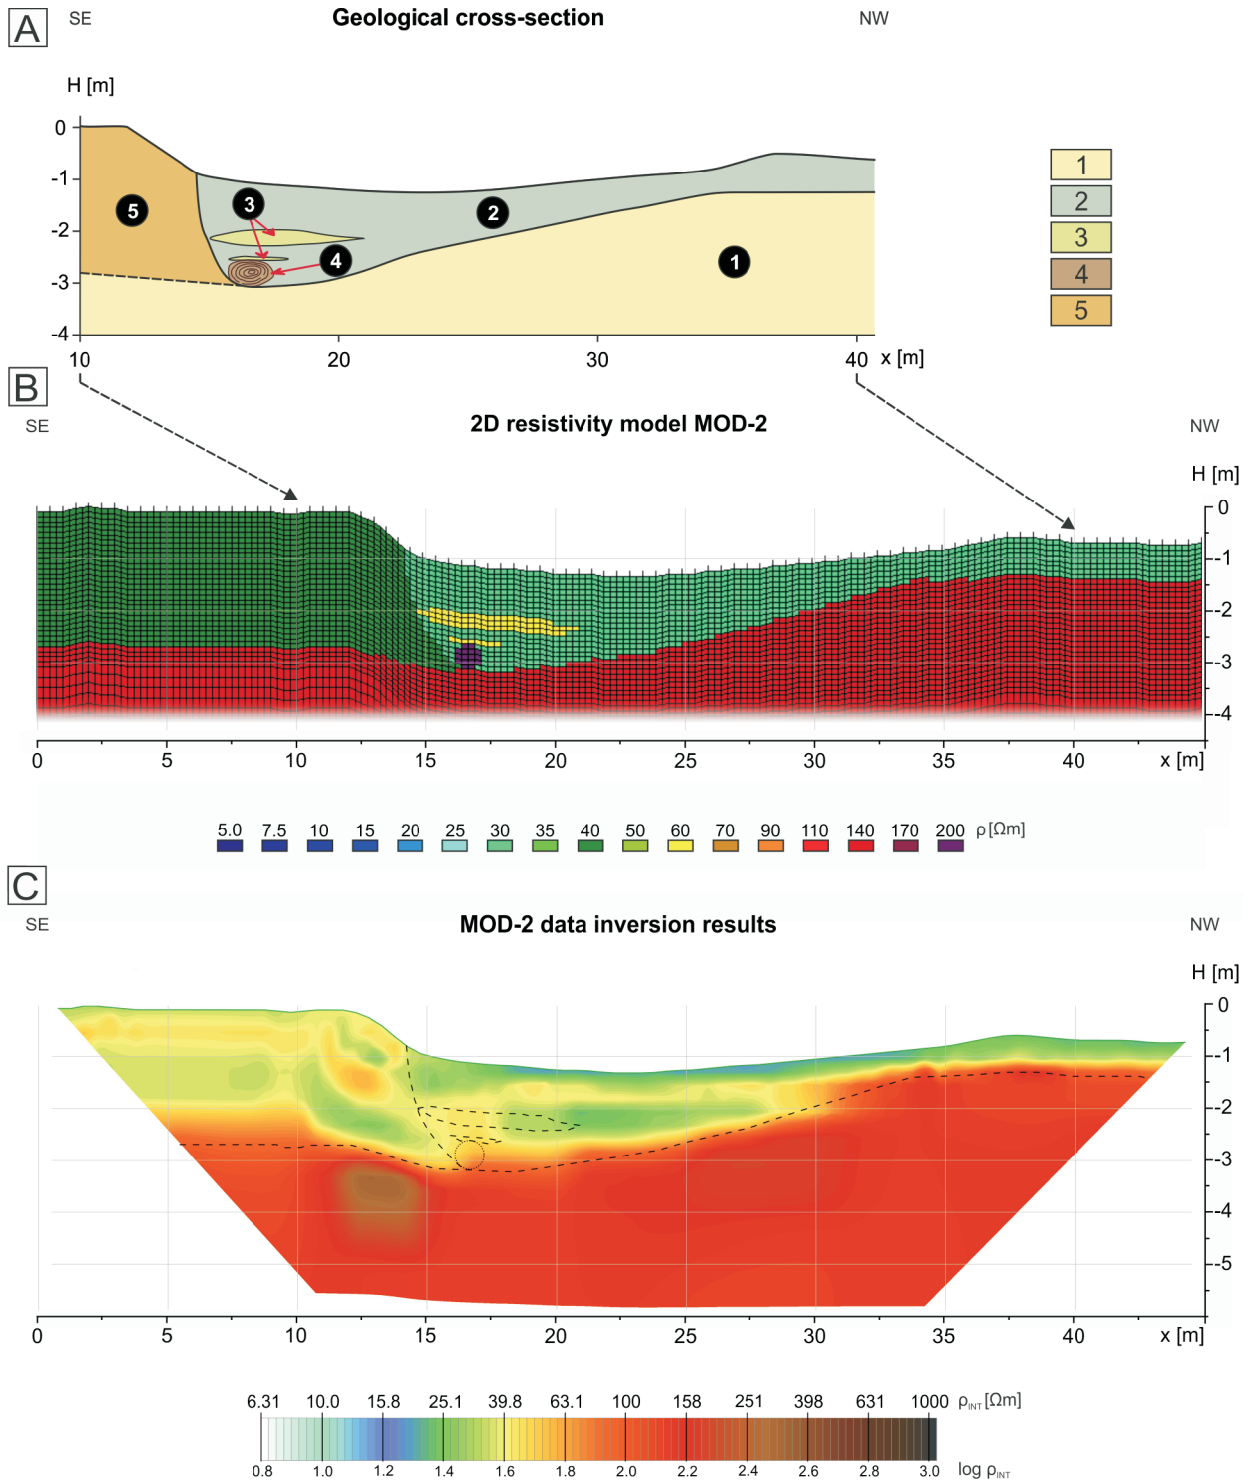 A SE Geological cross-section NW
H [m]
0
-1
-2
-3
-4
5
3
2
4
1
1
2
3
4
5
10 20 30 40 x [m]
B
SE 2D resistivity model MOD-2 NW
H [m]
0
-1
-2
-3
-4
0 5 10 15 20 25 30 35 40 x [m]
5.0 7.5 10 15 20 25 30 35 40 50 60 70 90 110 140 170 200 ρ [Ωm]
C
SE MOD-2 data inversion results NW
H [m]
0
-1
-2
-3
-4
-5
0 5 10 15 20 25 30 35 40 x [m]
6.31 10.0 15.8 25.1 39.8 63.1 100 158 251 398 631 1000 ρINT [Ωm]
0.8 1.0 1.2 1.4 1.6 1.8 2.0 2.2 2.4 2.6 2.8 3.0 log ρINT